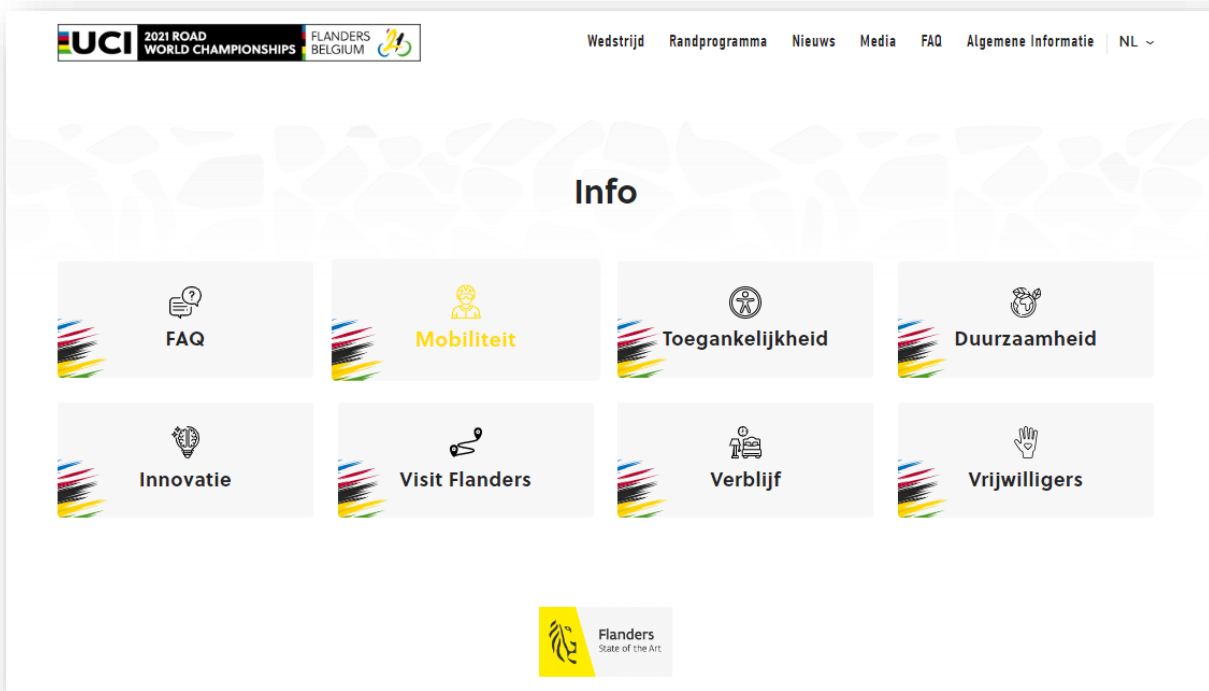 UCI 2021 ROAD WORLD CHAMPIONSHIPS FLANDERS BELGIUM 21
Wedstrijd Randprogramma Nieuws Media FAQ Algemene Informatie NL
Info
FAQ Mobiliteit Toegankelijkheid Duurzaamheid
Innovatie Visit Flanders Verblijf Vrijwilligers
Flanders
State of the Art